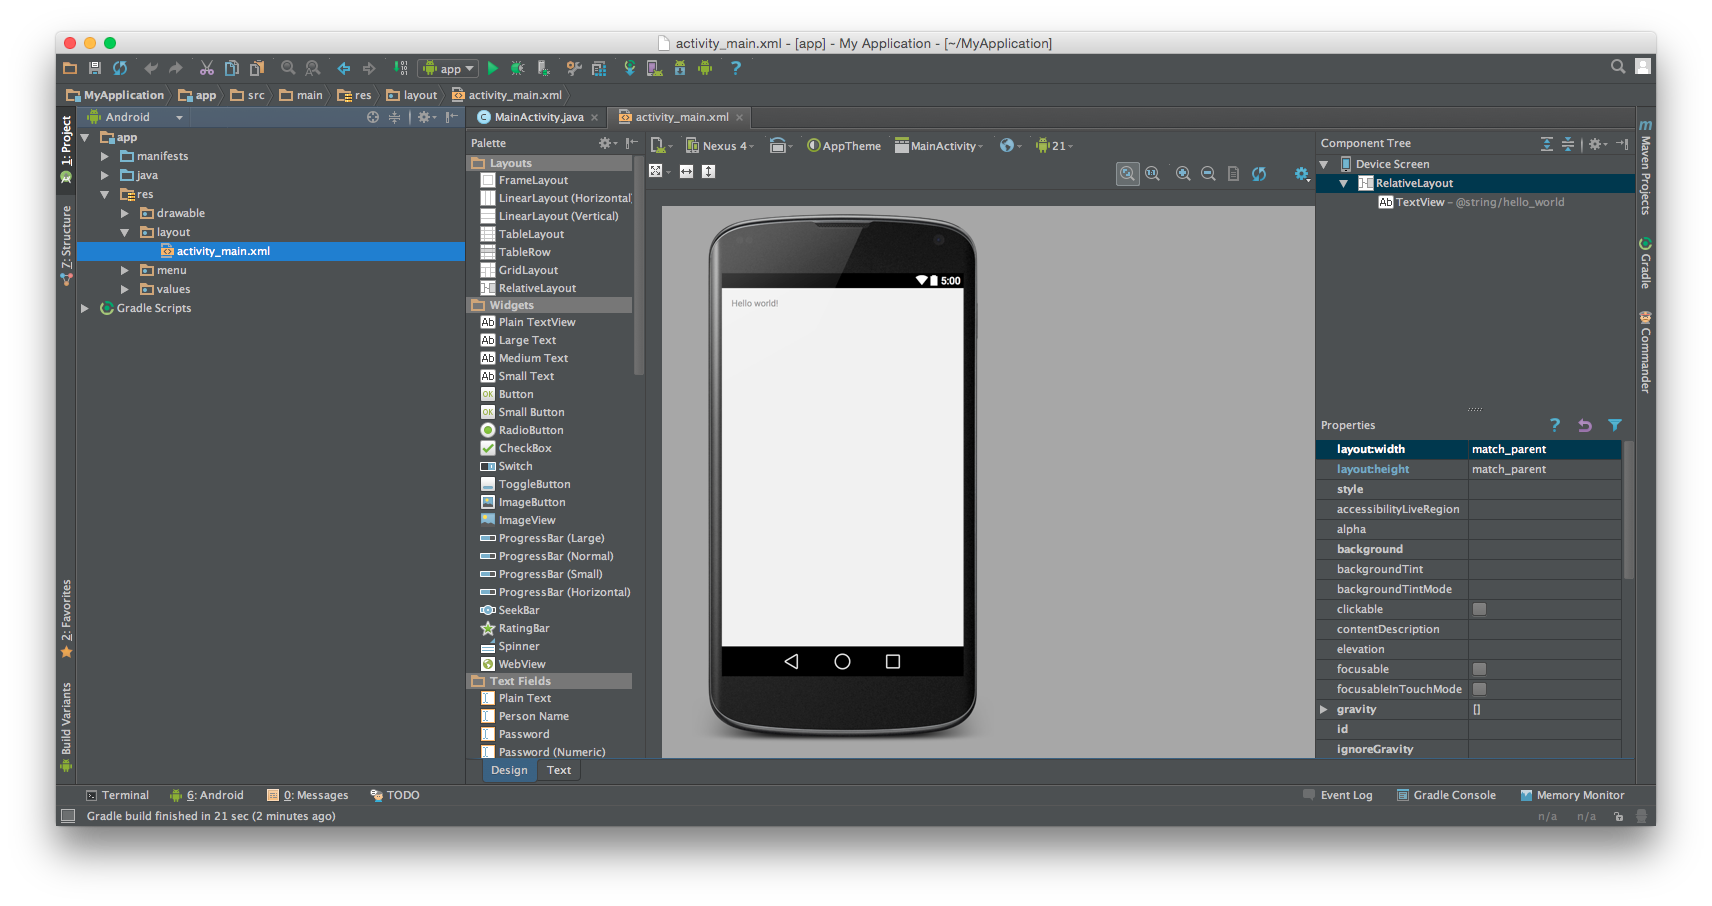 activity_main.xml - [app] - My Application - [~/MyApplication]
app
?
MyApplication app src main res layout activity_main.xml
1: Project
Z: Structure
2: Favorites
Build Variants
Android
app
manifests
java
res
drawable
layout
activity_main.xml
menu
values
Gradle Scripts
MainActivity.java
activity_main.xml
Palette
Layouts
FrameLayout
LinearLayout (Horizontal
LinearLayout (Vertical)
TableLayout
TableRow
GridLayout
RelativeLayout
Widgets
Ab Plain TextView
Ab Large Text
Ab Medium Text
Ab Small Text
OK Button
OK Small Button
RadioButton
CheckBox
Switch
ToggleButton
ImageButton
ImageView
ProgressBar (Large)
ProgressBar (Normal)
ProgressBar (Small)
ProgressBar (Horizontal)
SeekBar
RatingBar
Spinner
WebView
Text Fields
Plain Text
Person Name
Password
Password (Numeric)
Nexus 4 AppTheme MainActivity 21
5:00
Hello world!
Design Text
Component Tree
Device Screen
RelativeLayout
Ab TextView - @string/hello_world
Properties ?
layout:width match_parent
layout:height match_parent
style
accessibilityLiveRegion
alpha
background
backgroundTint
backgroundTintMode
clickable
contentDescription
elevation
focusable
focusableInTouchMode
gravity []
id
ignoreGravity
m Maven Projects
Gradle
Commander
Terminal 6: Android 0: Messages TODO Event Log Gradle Console Memory Monitor
Gradle build finished in 21 sec (2 minutes ago) n/a n/a